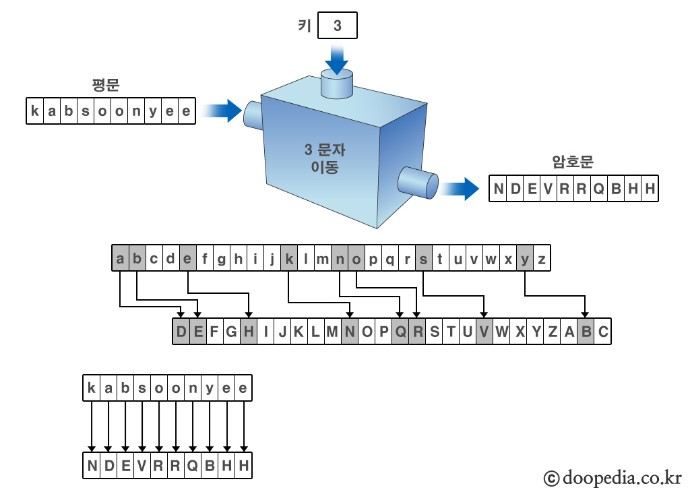 키 3
평문
k a b s o o n y e e
3 문자
이동
암호문
N D E V R R Q B H H
a b c d e f g h i j k l m n o p q r s t u v w x y z
D E F G H I J K L M N O P Q R S T U V W X Y Z A B C
k a b s o o n y e e
N D E V R R Q B H H
ⓒ doopedia.co.kr